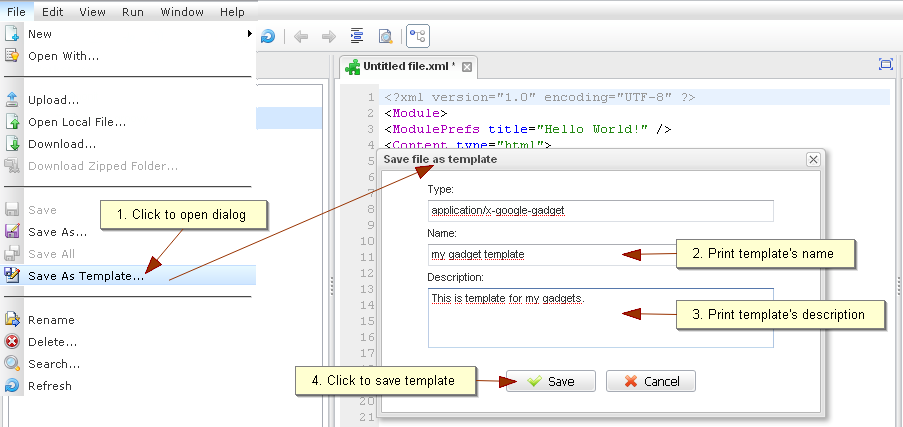 File Edit View Run Window Help
New
Open With...
Upload...
Open Local File...
Download...
Download Zipped Folder...
Save
Save As...
Save All
Save As Template...
Rename
Delete...
Search...
Refresh
Untitled file.xml *
1 <?xml version="1.0" encoding="UTF-8" ?>
2 <Module>
3 <ModulePrefs title="Hello World!" />
4 <Content type="html">
5
6
7
8
9
10
11
12
13
14
15
16
17
20
21
Save file as template
Type:
application/x-google-gadget
Name:
my gadget template
Description:
This is template for my gadgets.
Save Cancel
1. Click to open dialog
2. Print template's name
3. Print template's description
4. Click to save template